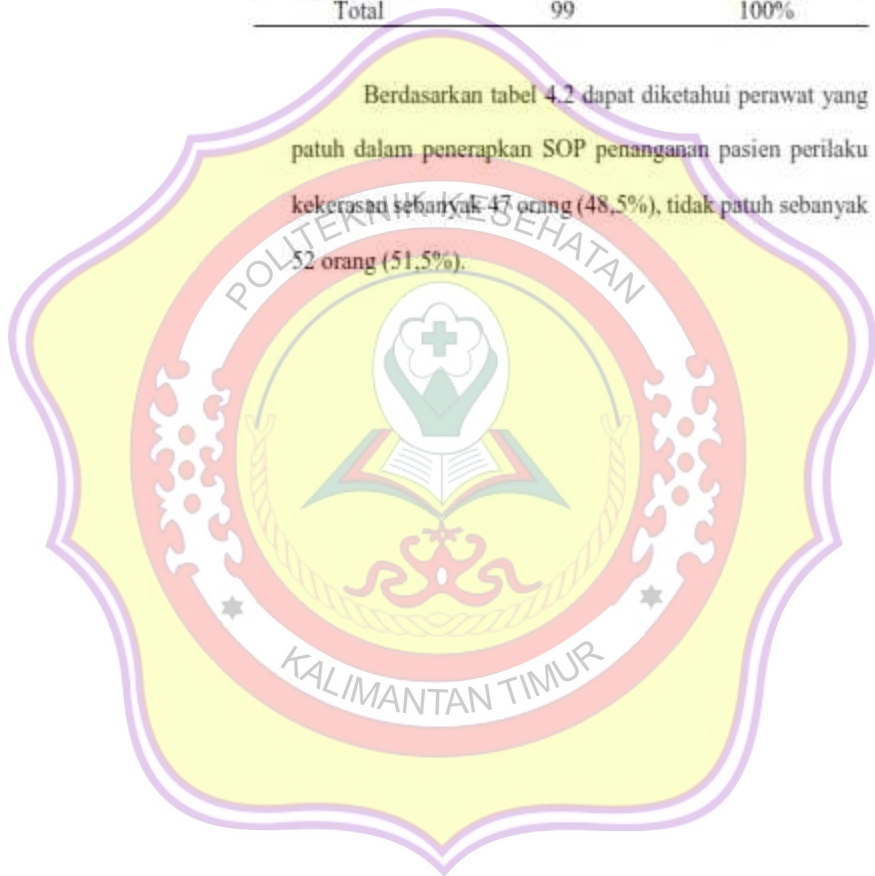 Total 99 100%
Berdasarkan tabel 4.2 dapat diketahui perawat yang
patuh dalam penerapkan SOP penanganan pasien perilaku
kekerasan sebanyak 47 orang (48,5%), tidak patuh sebanyak
52 orang (51,5%).
POLITEKNIK KESEHATAN
KALIMANTAN TIMUR